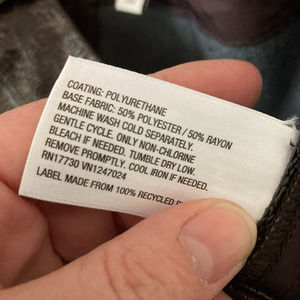 COATING: POLYURETHANE
BASE FABRIC: 50% POLYESTER / 50% RAYON
MACHINE WASH COLD SEPARATELY.
GENTLE CYCLE. ONLY NON-CHLORINE
BLEACH IF NEEDED. TUMBLE DRY LOW.
REMOVE PROMPTLY. COOL IRON IF NEEDED.
RN17730 VN1247024
LABEL MADE FROM 100% RECYCLED